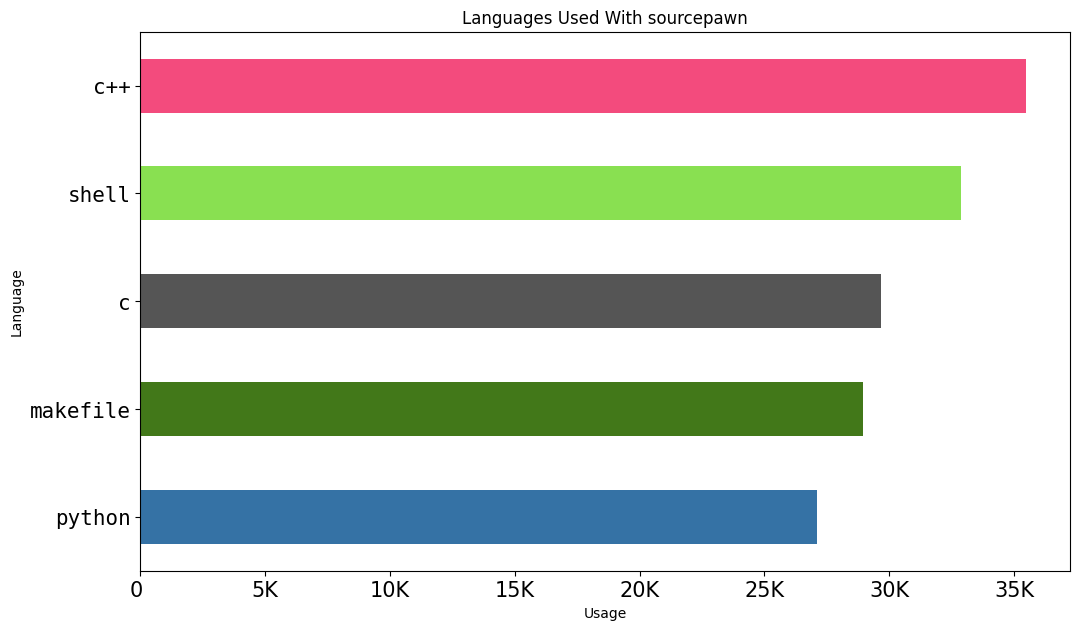 Languages Used With sourcepawn
c++
shell
c
makefile
python
Language
0 5K 10K 15K 20K 25K 30K 35K
Usage